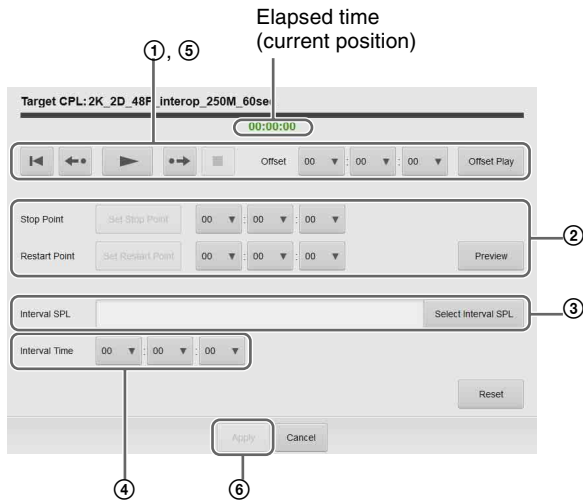 Elapsed time
(current position)
①, ⑤
Target CPL: 2K_2D_48F_interop_250M_60sec
00:00:00
Offset 00 : 00 : 00 Offset Play
Stop Point Set Stop Point 00 : 00 : 00
②
Restart Point Set Restart Point 00 : 00 : 00 Preview
③
Interval SPL Select Interval SPL
Interval Time 00 : 00 : 00
Reset
Apply Cancel
④ ⑥